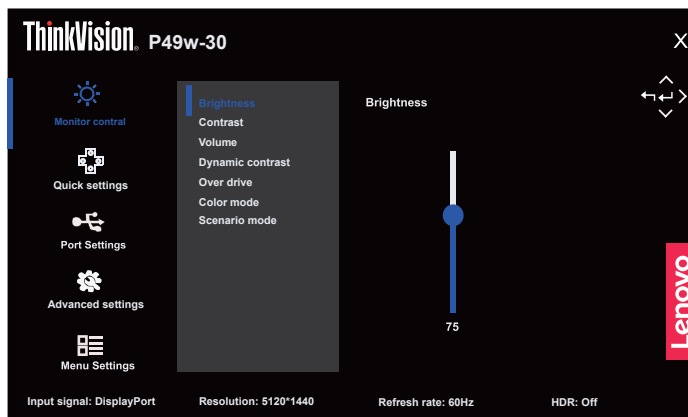 ThinkVision. P49w-30
X
Monitor contral
Quick settings
Port Settings
Advanced settings
Menu Settings
Brightness
Contrast
Volume
Dynamic contrast
Over drive
Color mode
Scenario mode
Brightness
75
Lenovo
Input signal: DisplayPort Resolution: 5120*1440 Refresh rate: 60Hz HDR: Off